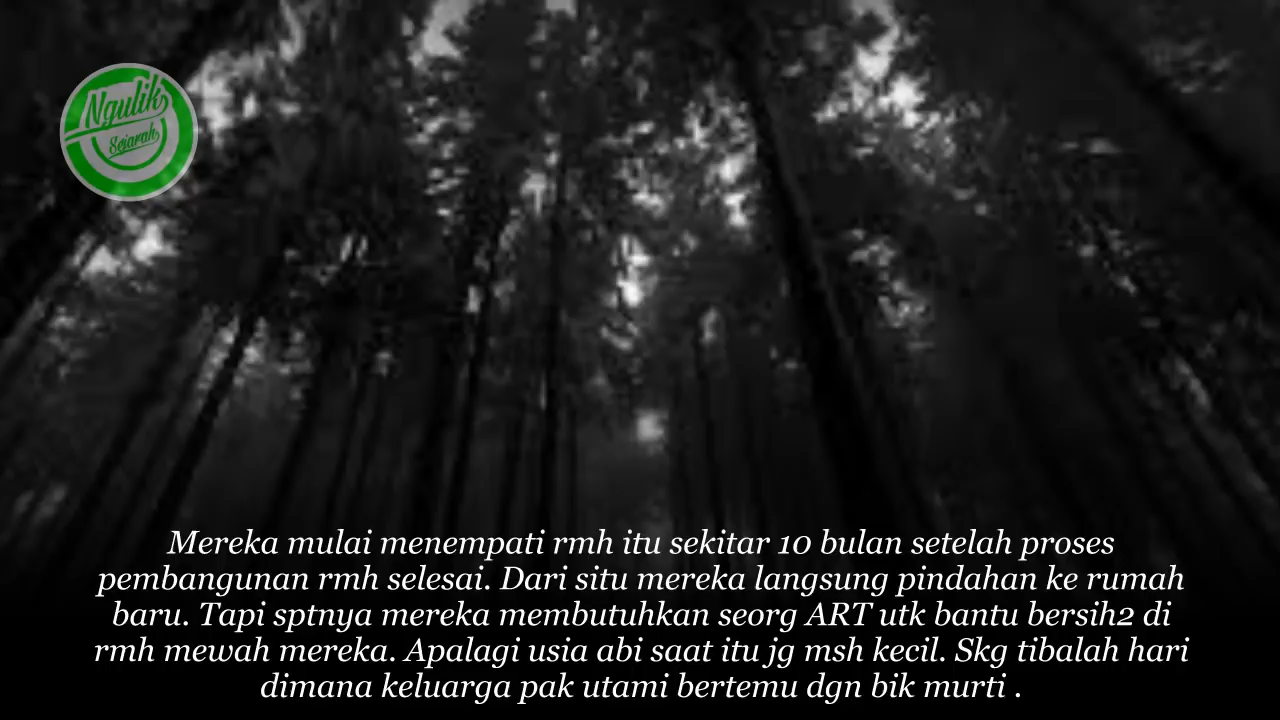 Ngulik
Sejarah
Mereka mulai menempati rmh itu sekitar 10 bulan setelah proses
pembangunan rmh selesai. Dari situ mereka langsung pindahan ke rumah
baru. Tapi sptnya mereka membutuhkan seorg ART utk bantu bersih2 di
rmh mewah mereka. Apalagi usia abi saat itu jg msh kecil. Skg tibalah hari
dimana keluarga pak utami bertemu dgn bik murti .